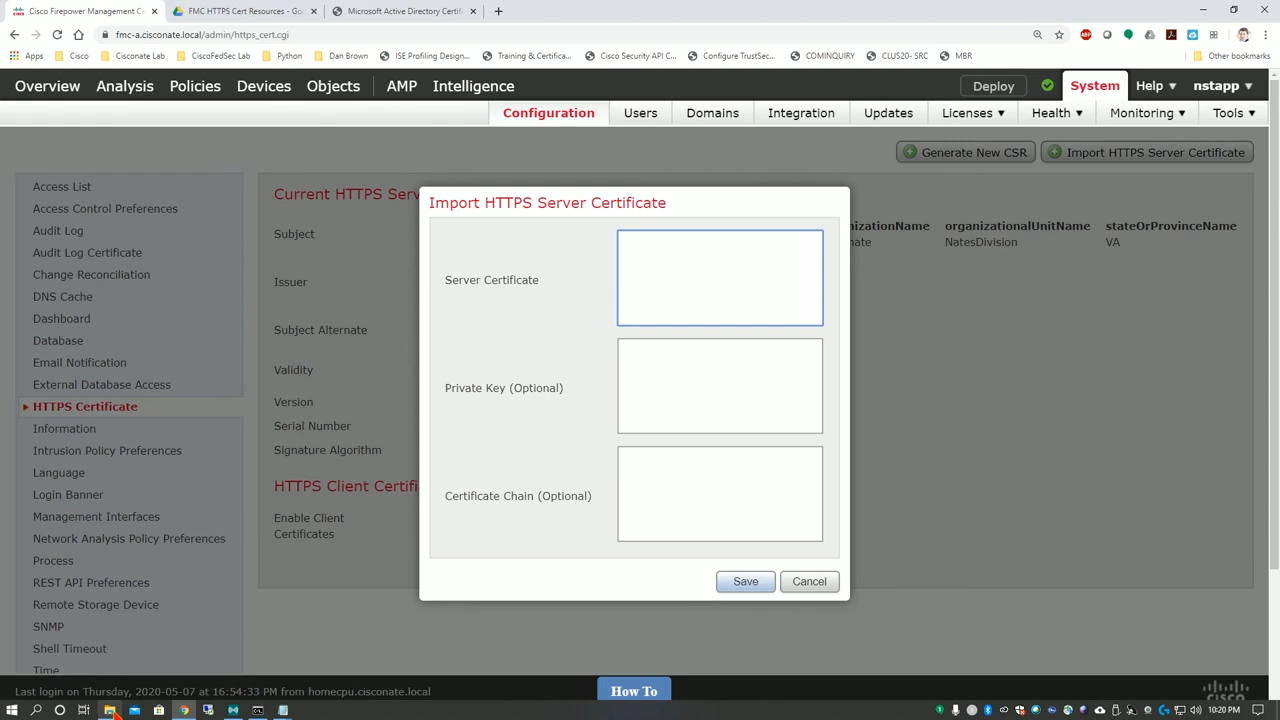 Cisco Firepower Management Ce
FMC HTTPS Cert Resources - Goo
Microsoft Active Directory Certific
fmc-a.cisconate.local/admin/https_cert.cgi
Apps Cisco Cisconate Lab CiscoFedSec Lab Python Dan Brown ISE Profiling Design... Training & Certifica... Cisco Security API C... Configure TrustSec... COMINQUIRY CLUS20- SRC MBR Other bookmarks
Overview Analysis Policies Devices Objects AMP Intelligence Deploy System Help nstapp
Configuration Users Domains Integration Updates Licenses Health Monitoring Tools
Generate New CSR Import HTTPS Server Certificate
Access List
Access Control Preferences
Audit Log
Audit Log Certificate
Change Reconciliation
DNS Cache
Dashboard
Database
Email Notification
External Database Access
HTTPS Certificate
Information
Intrusion Policy Preferences
Language
Login Banner
Management Interfaces
Network Analysis Policy Preferences
Process
REST API Preferences
Remote Storage Device
SNMP
Shell Timeout
Time
Current HTTPS Serv
Subject
Issuer
Subject Alternate
Validity
Version
Serial Number
Signature Algorithm
HTTPS Client Certifi
Enable Client
Certificates
nizationName organizationalUnitName stateOrProvinceName
nate NatesDivision VA
Import HTTPS Server Certificate
Server Certificate
Private Key (Optional)
Certificate Chain (Optional)
Save Cancel
Last login on Thursday, 2020-05-07 at 16:54:33 PM from homecpu.cisconate.local
How To
cisco
10:20 PM